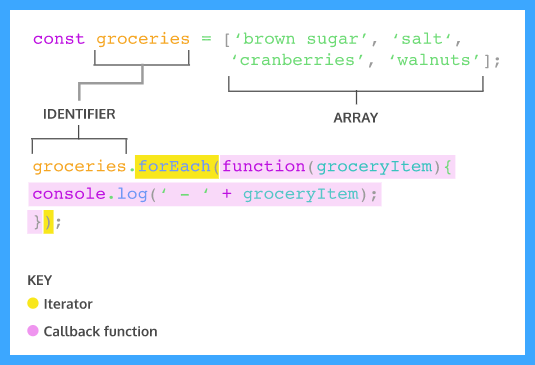 const groceries = [‘brown sugar’, ‘salt‘,
‘cranberries’, ‘walnuts’];
IDENTIFIER
ARRAY
groceries.forEach(function(groceryItem){
console.log(‘ – ‘ + groceryItem);
});
KEY
Iterator
Callback function